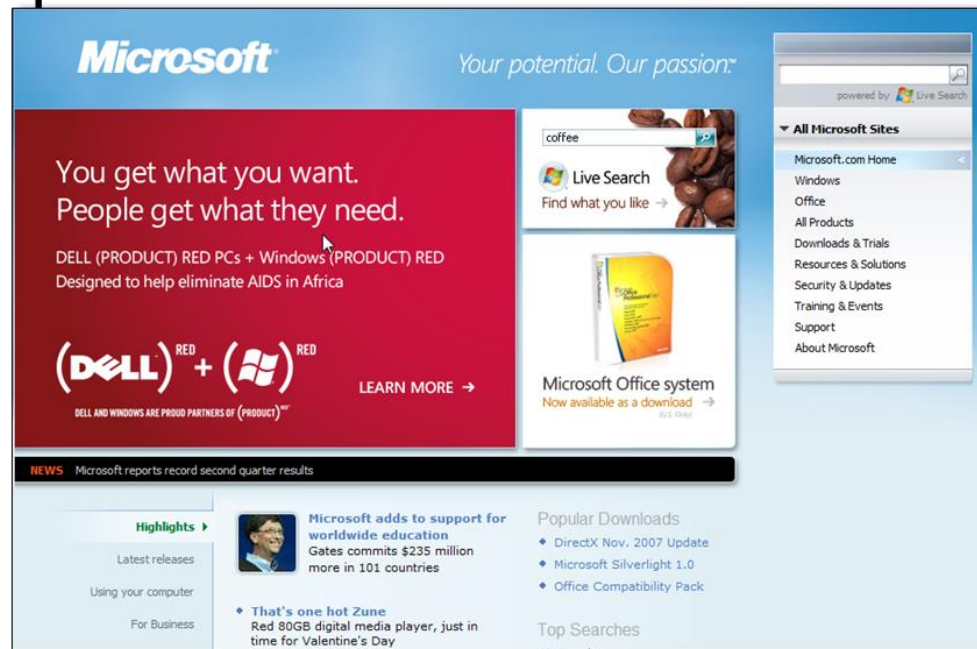 Microsoft
Your potential. Our passion.™
powered by Live Search
All Microsoft Sites
Microsoft.com Home <
Windows
Office
All Products
Downloads & Trials
Resources & Solutions
Security & Updates
Training & Events
Support
About Microsoft
You get what you want.
People get what they need.
DELL (PRODUCT) RED PCs + Windows (PRODUCT) RED
Designed to help eliminate AIDS in Africa
(DELL) RED + ( ) RED
DELL AND WINDOWS ARE PROUD PARTNERS OF (PRODUCT)
LEARN MORE →
coffee
Live Search
Find what you like →
Microsoft Office system
Now available as a download →
(U.S. Only)
NEWS Microsoft reports record second quarter results
Highlights
Latest releases
Using your computer
For Business
Microsoft adds to support for
worldwide education
Gates commits $235 million
more in 101 countries
That's one hot Zune
Red 80GB digital media player, just in
time for Valentine's Day
Popular Downloads
DirectX Nov. 2007 Update
Microsoft Silverlight 1.0
Office Compatibility Pack
Top Searches